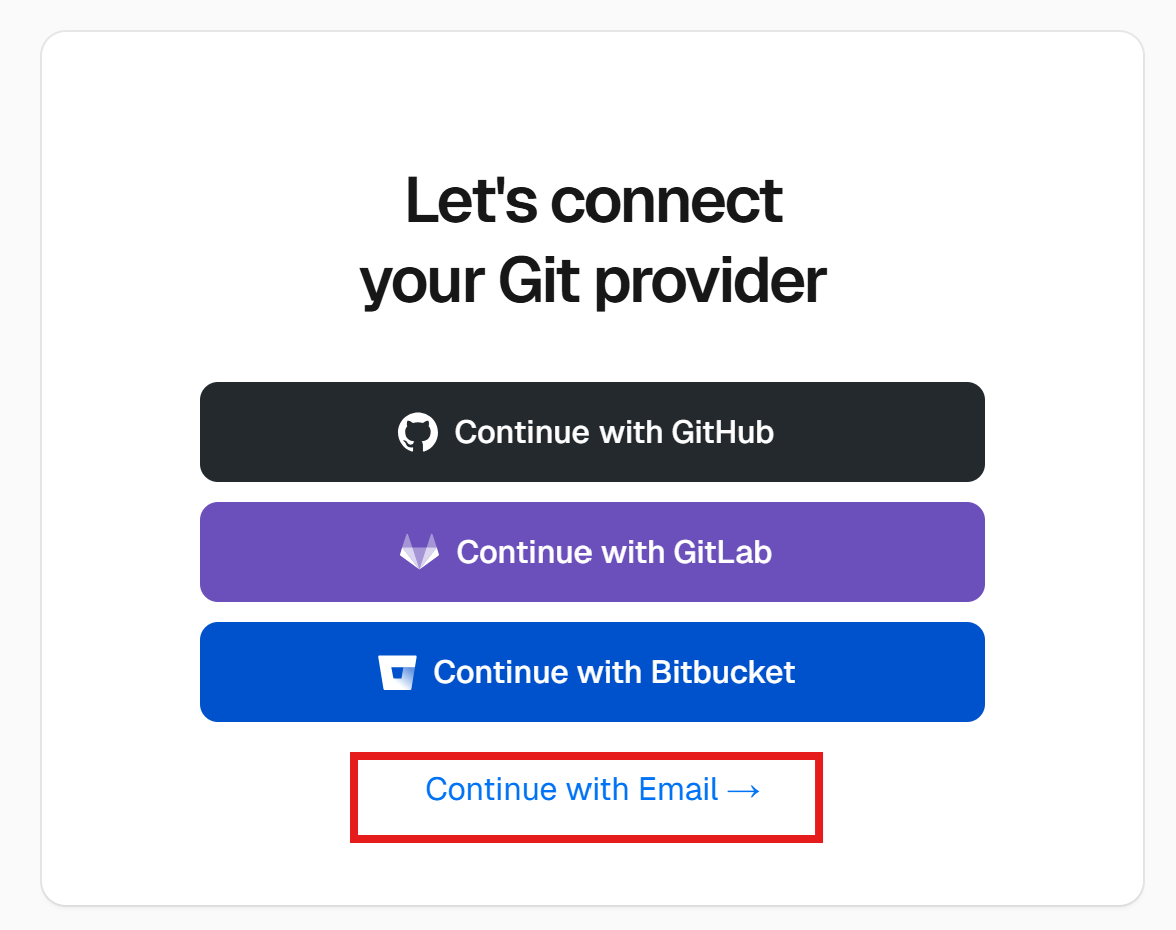 Let's connect
your Git provider
Continue with GitHub
Continue with GitLab
Continue with Bitbucket
Continue with Email →